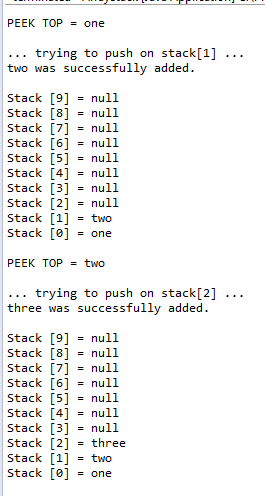 PEEK TOP = one
... trying to push on stack[1] ...
two was successfully added.
Stack [9] = null
Stack [8] = null
Stack [7] = null
Stack [6] = null
Stack [5] = null
Stack [4] = null
Stack [3] = null
Stack [2] = null
Stack [1] = two
Stack [0] = one
PEEK TOP = two
... trying to push on stack[2] ...
three was successfully added.
Stack [9] = null
Stack [8] = null
Stack [7] = null
Stack [6] = null
Stack [5] = null
Stack [4] = null
Stack [3] = null
Stack [2] = three
Stack [1] = two
Stack [0] = one